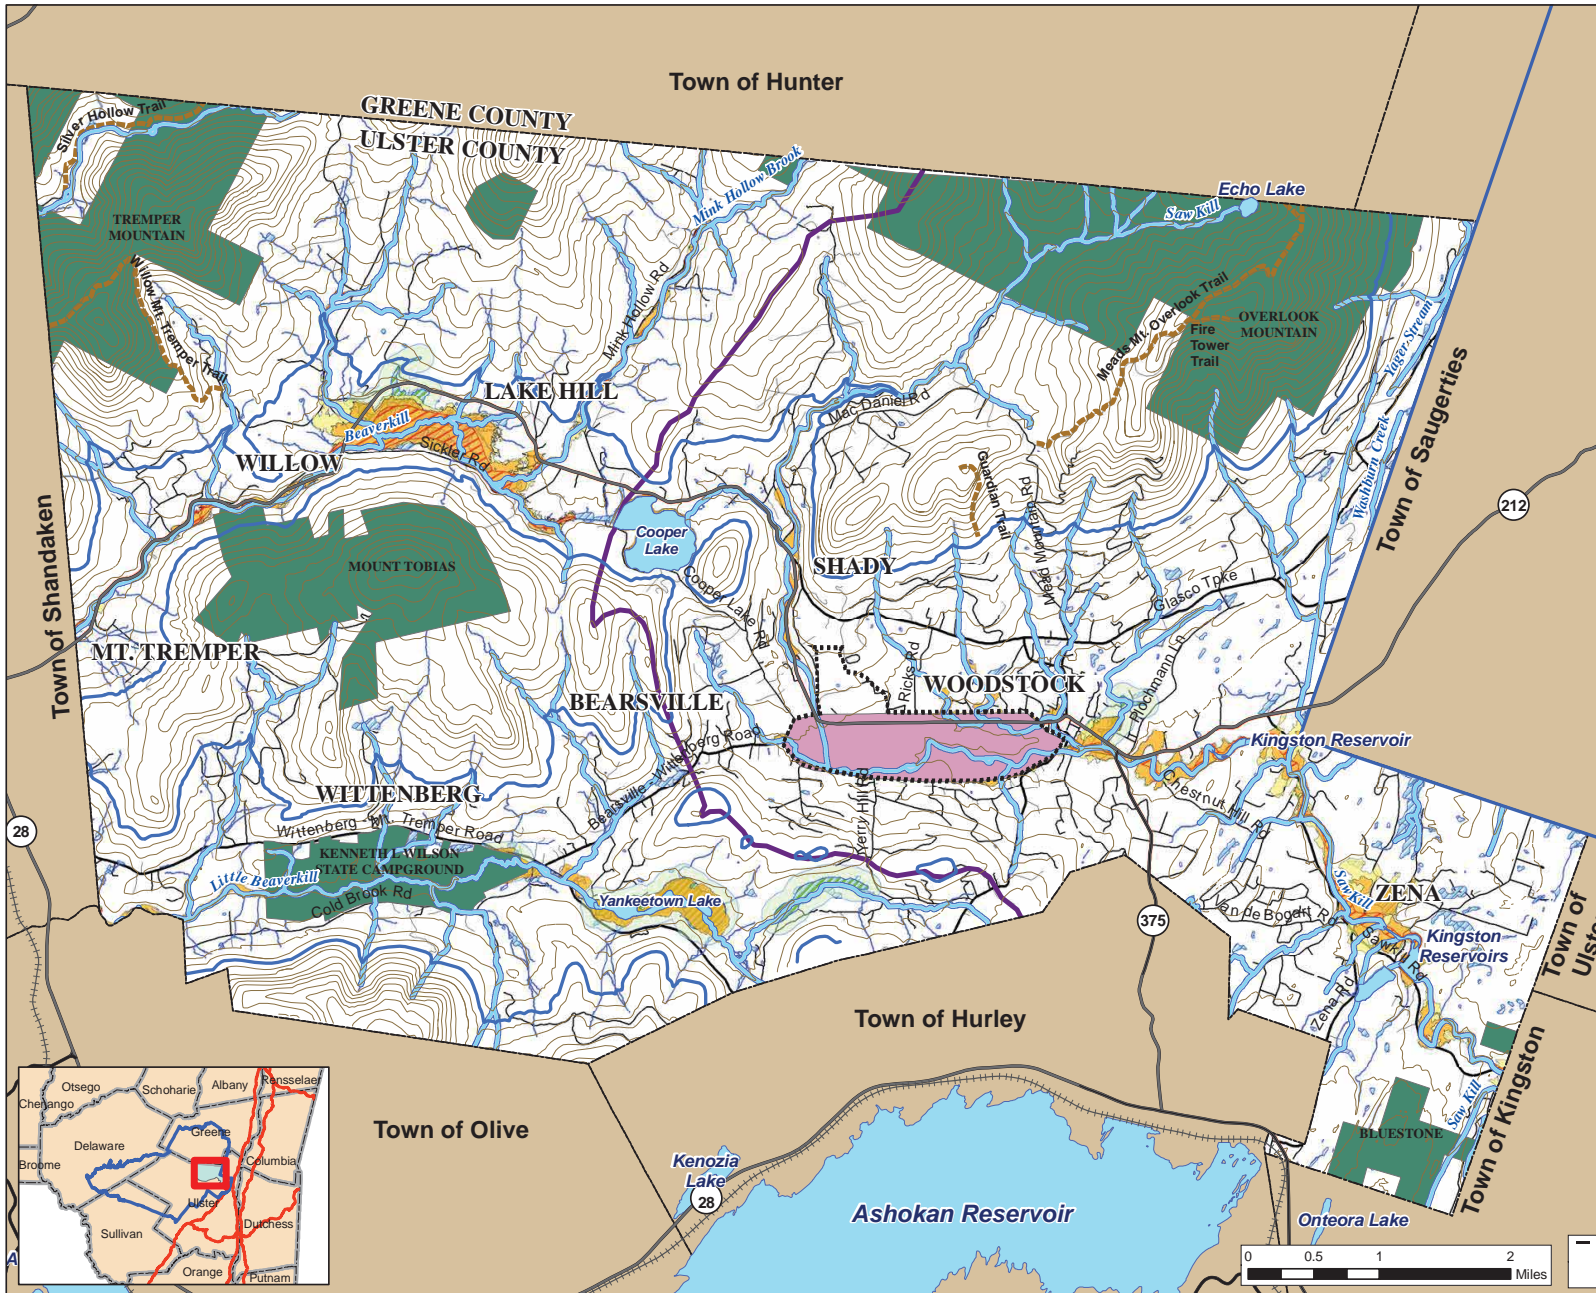 Town of Hunter
GREENE COUNTY
ULSTER COUNTY
Silver Hollow Trail
Mink Hollow Brook
Echo Lake
Saw Kill
TREMPER
MOUNTAIN
Willow Mt. Tremper Trail
Mink Hollow Rd
Meads Mt. Overlook Trail
OVERLOOK
MOUNTAIN
Fire
Tower
Trail
Yager Stream
Washburn Creek
Town of Saugerties
LAKE HILL
Mac Daniel Rd
Beaverkill
Sickler Rd
WILLOW
Guardian Trail
Mead Mountain Rd
212
Cooper
Lake
SHADY
Cooper Lake Rd
Glasco Tpke
MOUNT TOBIAS
Town of Shandaken
MT. TREMPER
Ricks Rd
WOODSTOCK
Plochmann Ln
BEARSVILLE
Bearsville - Wittenberg Road
Kingston Reservoir
Chestnut Hill Rd
WITTENBERG
Wittenberg - Mt. Tremper Road
28
KENNETH L WILSON
STATE CAMPGROUND
Little Beaverkill
Cold Brook Rd
Yankeetown Lake
Saw Kill
ZENA
375
Sawkill Rd
Kingston
Reservoirs
Zena Rd
Town of
Town of Hurley
Town of Kingston
Saw Kill
BLUESTONE
Town of Olive
Kenozia
Lake
28
Ashokan Reservoir
Onteora Lake
Otsego
Schoharie
Albany
Rensselaer
Chenango
Delaware
Greene
Broome
Columbia
Ulster
Sullivan
Dutchess
Orange
Putnam
0 0.5 1 2
Miles